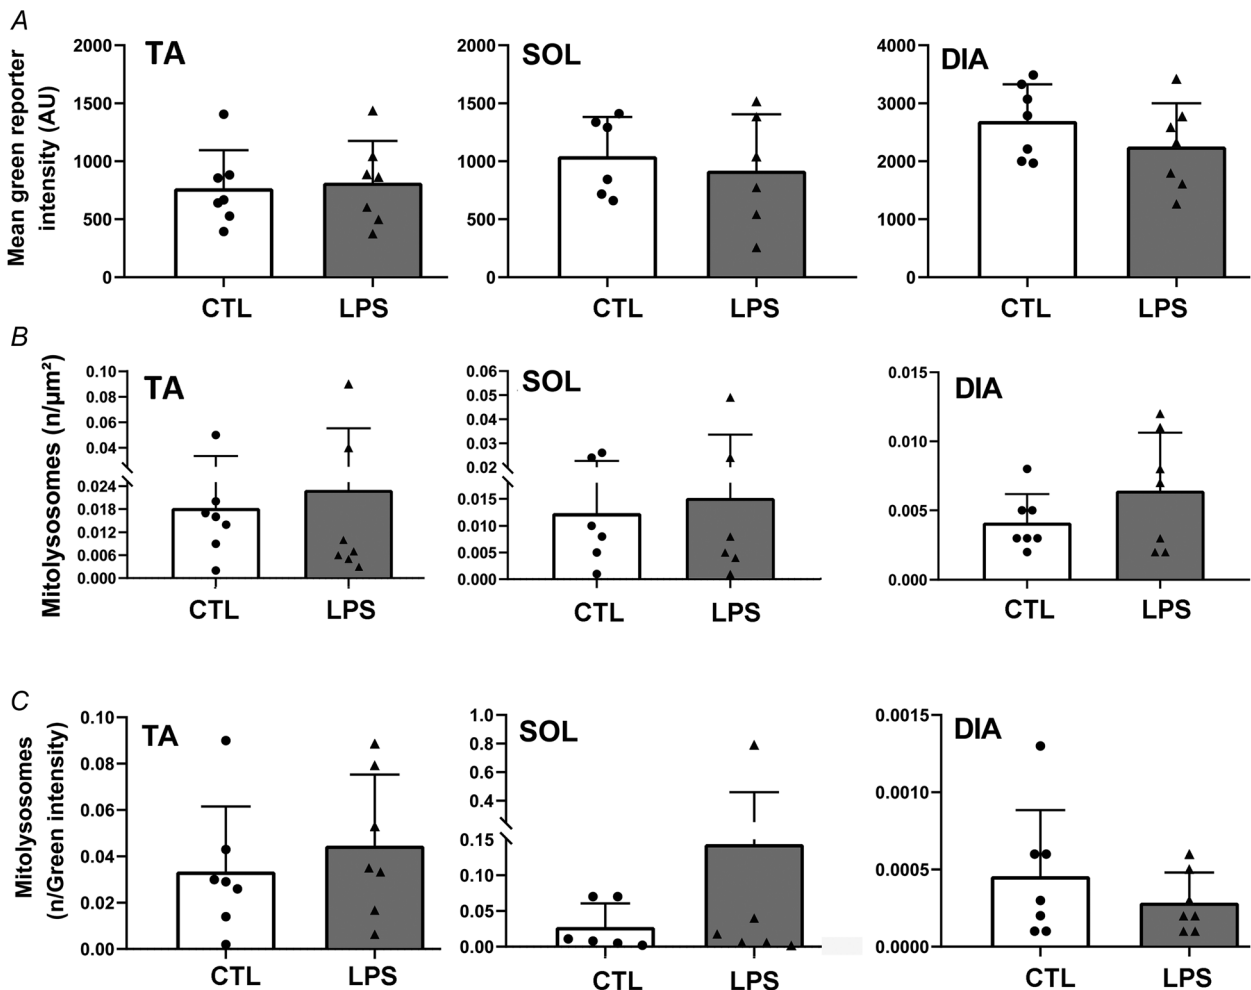 A
Mean green reporter
intensity (AU)
TA
2000
1500
1000
500
0
CTL
LPS
SOL
2000
1500
1000
500
0
CTL
LPS
DIA
4000
3000
2000
1000
0
CTL
LPS
B
Mitolysosomes (n/μm²)
TA
0.10
0.08
0.06
0.04
0.024
0.018
0.012
0.006
0.000
CTL
LPS
SOL
0.06
0.05
0.04
0.03
0.02
0.015
0.010
0.005
0.000
CTL
LPS
DIA
0.015
0.010
0.005
0.000
CTL
LPS
C
Mitolysosomes
(n/Green intensity)
TA
0.10
0.08
0.06
0.04
0.02
0.00
CTL
LPS
SOL
1.0
0.8
0.6
0.4
0.15
0.10
0.05
0.00
CTL
LPS
DIA
0.0015
0.0010
0.0005
0.0000
CTL
LPS